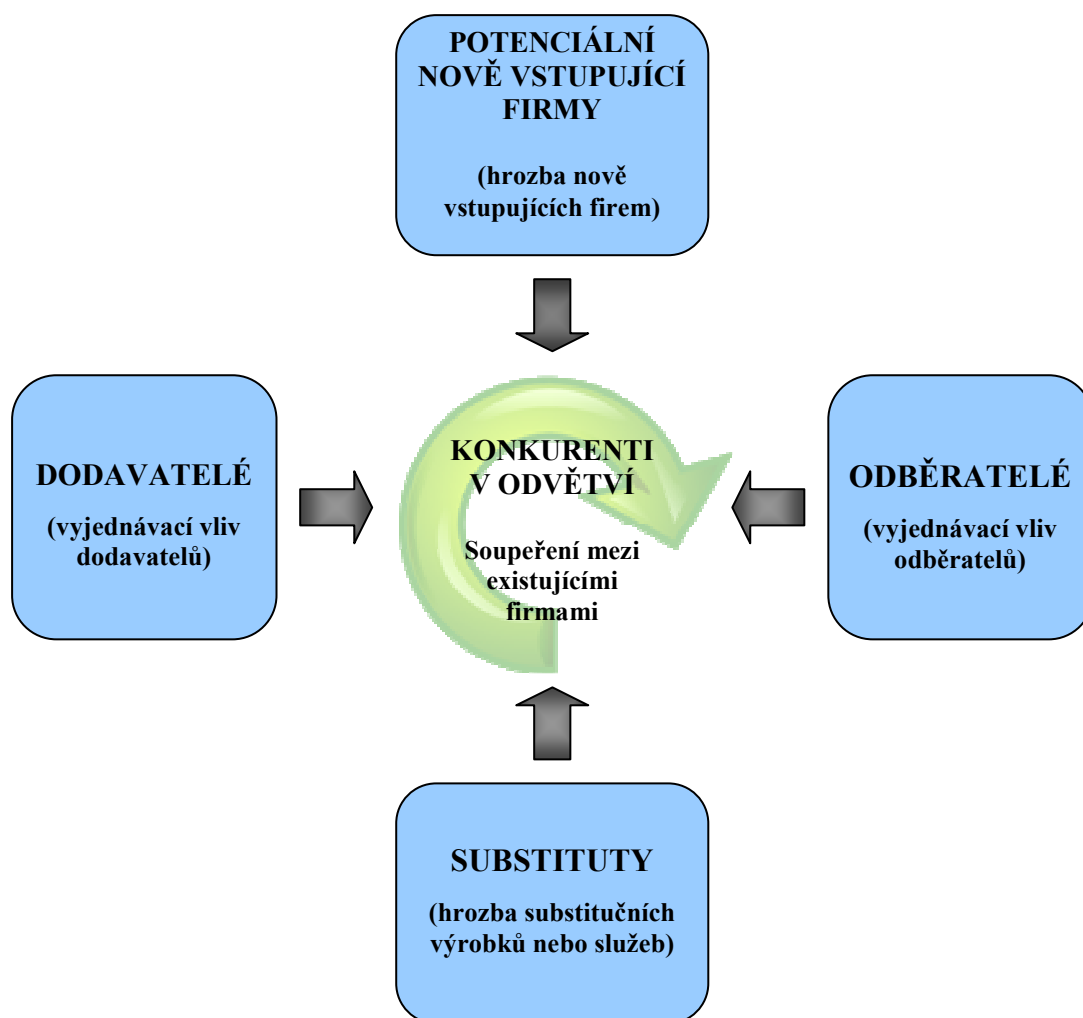 POTENCIÁLNÍ
NOVĚ VSTUPUJÍCÍ
FIRMY
(hrozba nově
vstupujících firem)
DODAVATELÉ
(vyjednávací vliv
dodavatelů)
KONKURENTI
V ODVĚTVÍ
Soupeření mezi
existujícími
firmami
ODBĚRATELÉ
(vyjednávací vliv
odběratelů)
SUBSTITUTY
(hrozba substitučních
výrobků nebo služeb)